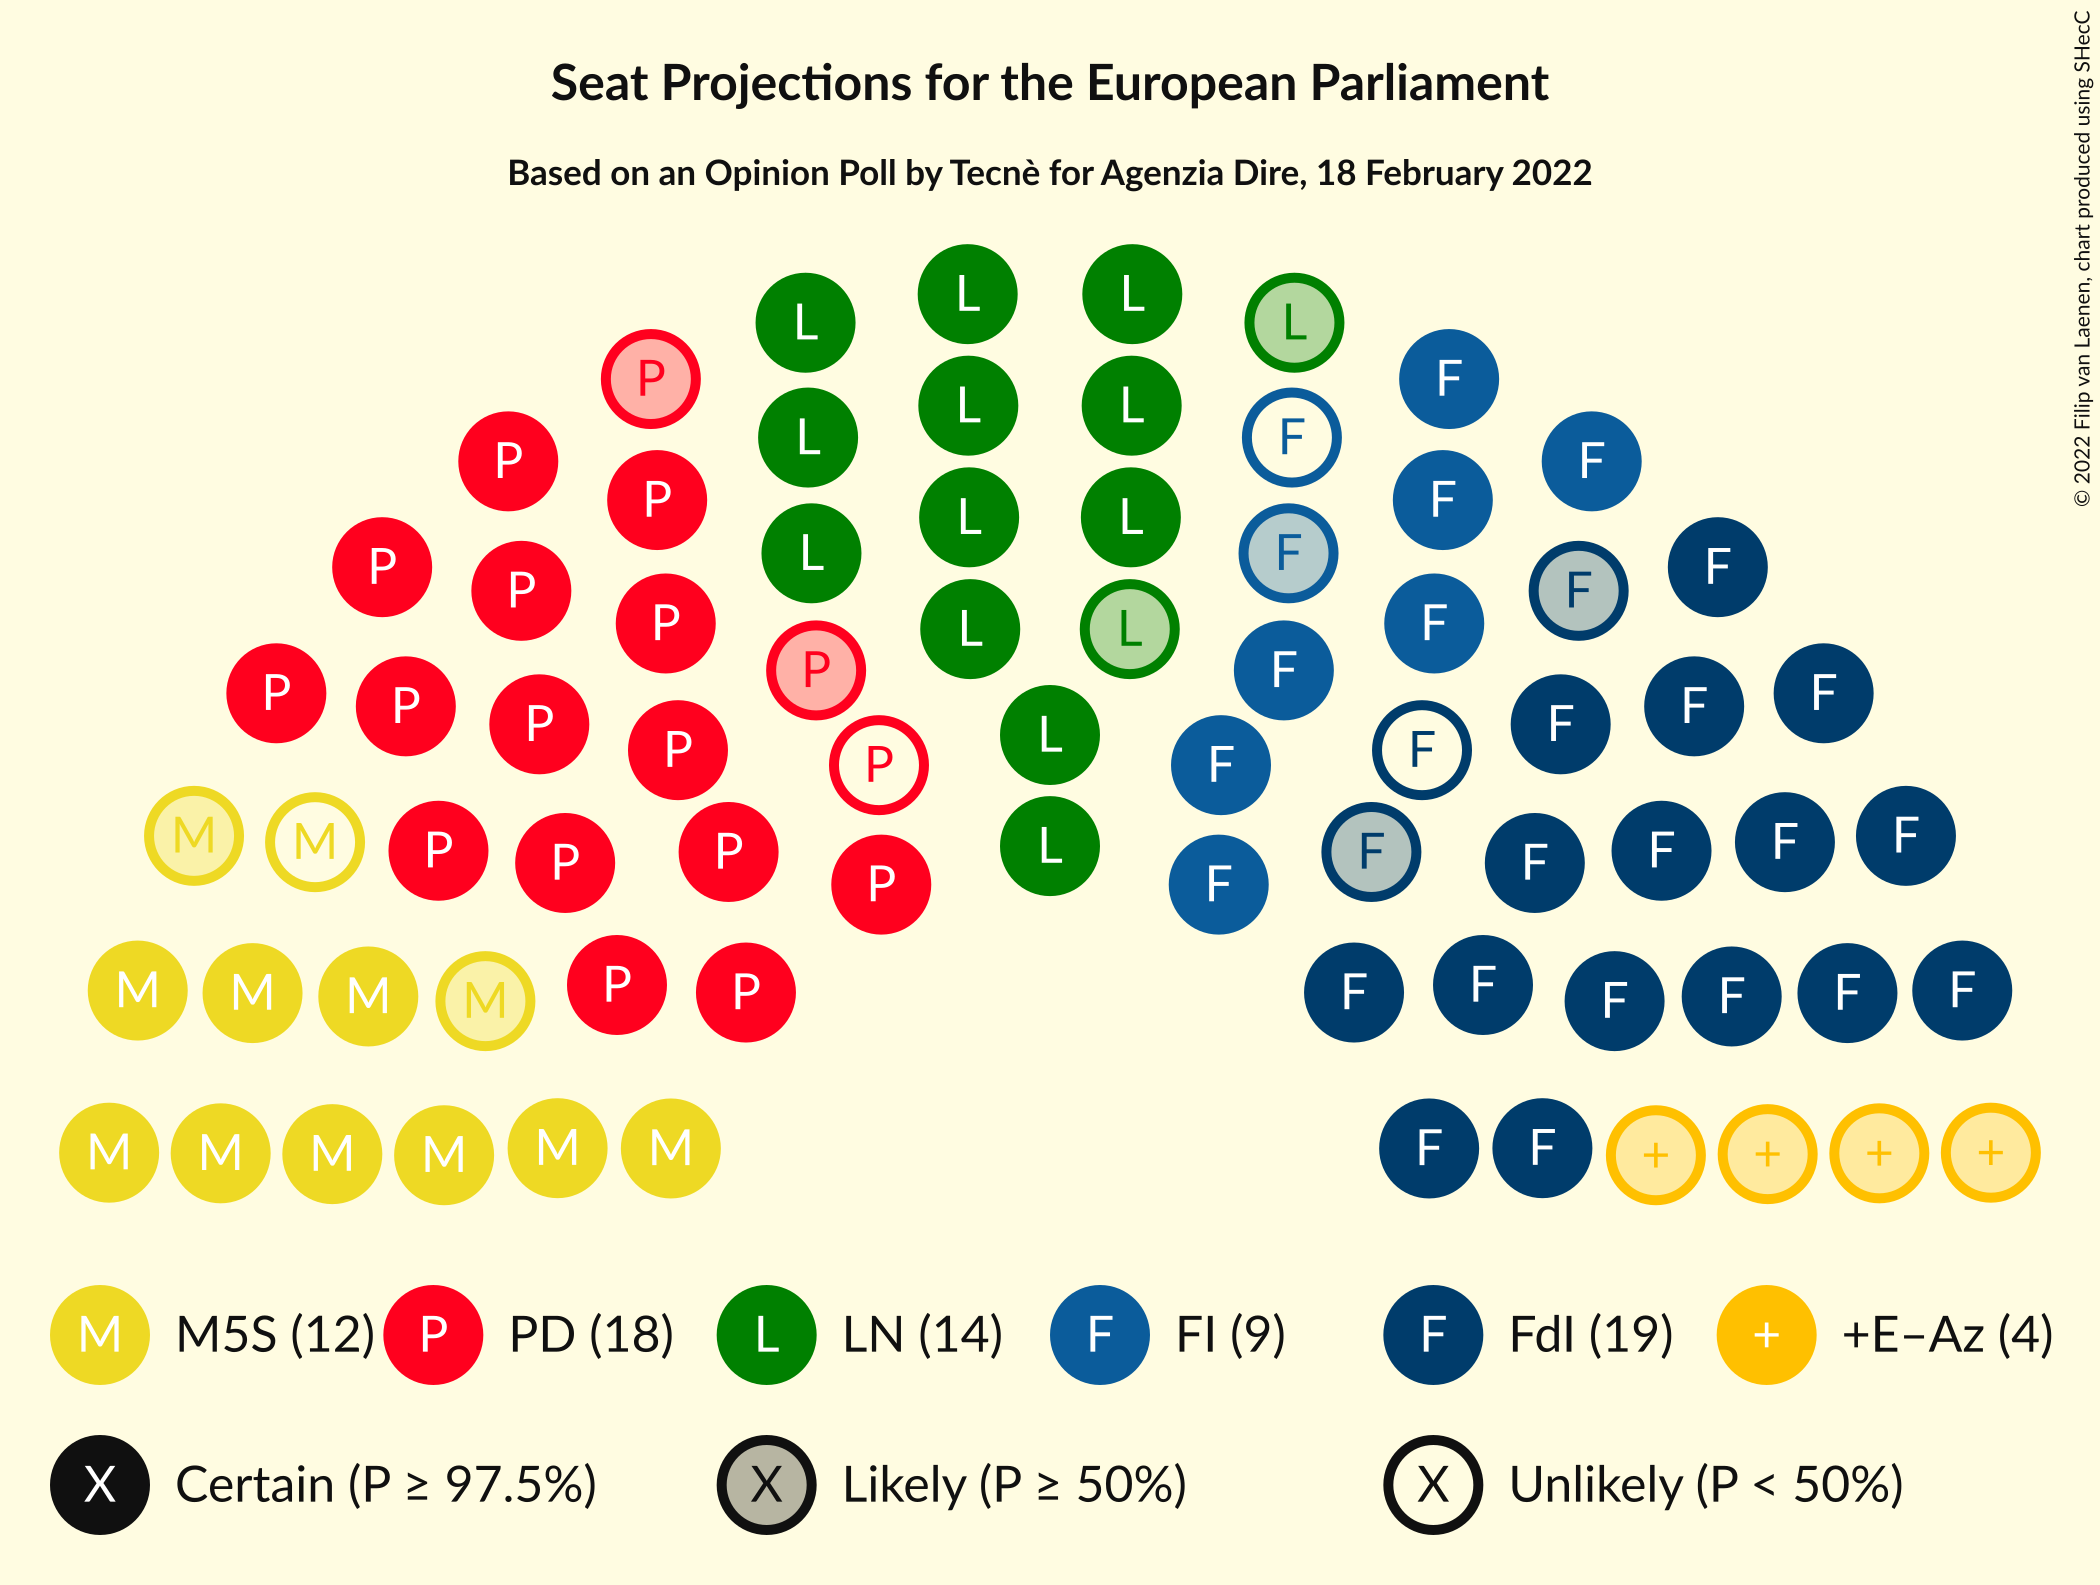 Seat Projections for the European Parliament
Based on an Opinion Poll by Tecnè for Agenzia Dire, 18 February 2022
© 2022 Filip van Laenen, chart produced using SHecC
L L
L L
P F
L L
L F
P F
P F
L L
L F
P F
P F
P F
L L
P F
P F
P F
P F
P F
L
P F
P F
M F
M F
L
P F
P F
P F
P F
M F
M F
P F
P F
M F
M F
M M M M F F + + + +
M M F F
M M5S (12) P PD (18) L LN (14) F FI (9) F FdI (19) + +E–Az (4)
X Certain (P ≥ 97.5%) X Likely (P ≥ 50%) X Unlikely (P < 50%)